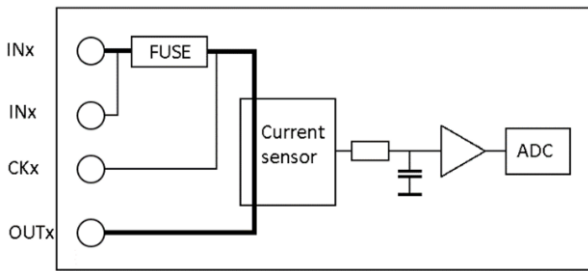 INx
FUSE
INx
Current
sensor
ADC
CKx
OUTx